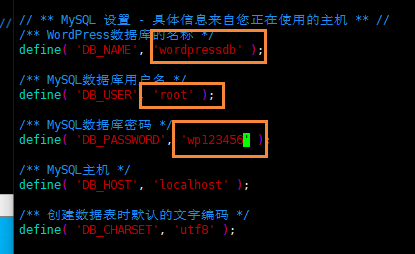 // ** MySQL 设置 - 具体信息来自您正在使用的主机 ** //
/** WordPress数据库的名称 */
define( 'DB_NAME', 'wordpressdb' );
/** MySQL数据库用户名 */
define( 'DB_USER', 'root' );
/** MySQL数据库密码 */
define( 'DB_PASSWORD', 'wp123456' );
/** MySQL主机 */
define( 'DB_HOST', 'localhost' );
/** 创建数据表时默认的文字编码 */
define( 'DB_CHARSET', 'utf8' );